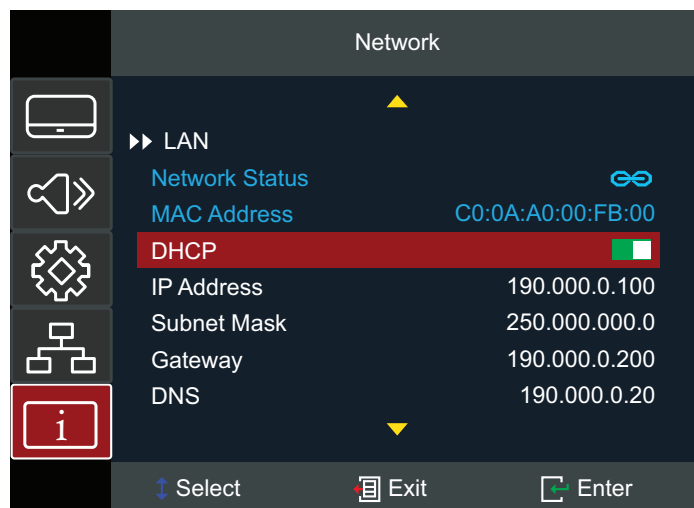 Network
LAN
Network Status
MAC Address C0:0A:A0:00:FB:00
DHCP
IP Address 190.000.0.100
Subnet Mask 250.000.000.0
Gateway 190.000.0.200
DNS 190.000.0.20
i
Select Exit Enter